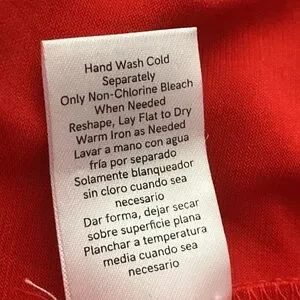 Hand Wash Cold
Separately
Only Non-Chlorine Bleach
When Needed
Reshape, Lay Flat to Dry
Warm Iron as Needed
Lavar a mano con agua
fría por separado
Solamente blanqueador
sin cloro cuando sea
necesario
Dar forma, dejar secar
sobre superficie plana
Planchar a temperatura
media cuando sea
necesario